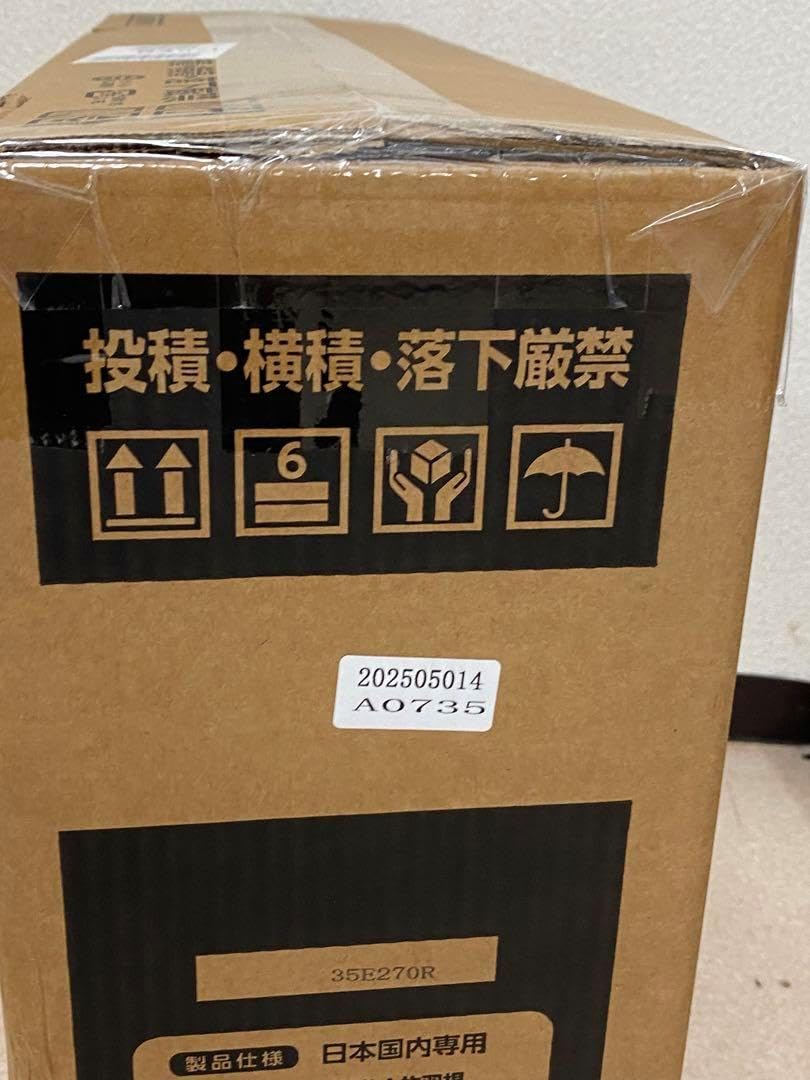 投積・横積・落下厳禁
6
202505014
A0735
35E270R
製品仕様 日本国内専用